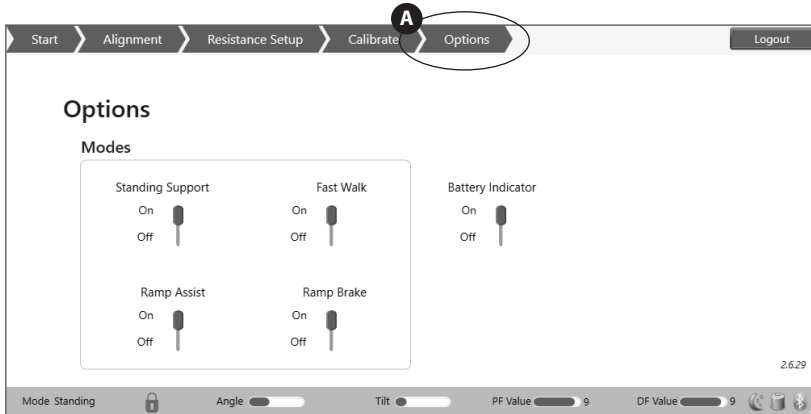 A
Start Alignment Resistance Setup Calibrate Options Logout
Options
Modes
Standing Support Fast Walk Battery Indicator
On On On
Off Off Off
Ramp Assist Ramp Brake
On On
Off Off
2.6.29
Mode Standing Angle Tilt PF Value 9 DF Value 9